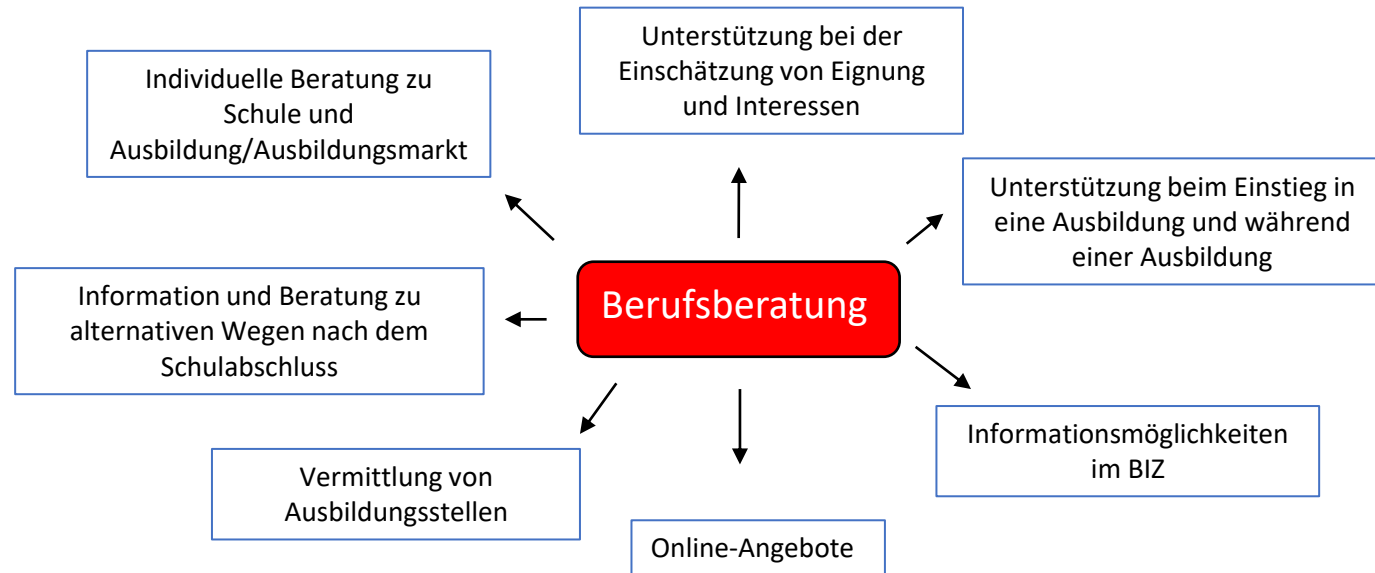 Unterstützung bei der
Einschätzung von Eignung
und Interessen
Individuelle Beratung zu
Schule und
Ausbildung/Ausbildungsmarkt
Unterstützung beim Einstieg in
eine Ausbildung und während
einer Ausbildung
Berufsberatung
Information und Beratung zu
alternativen Wegen nach dem
Schulabschluss
Informationsmöglichkeiten
im BIZ
Vermittlung von
Ausbildungsstellen
Online-Angebote